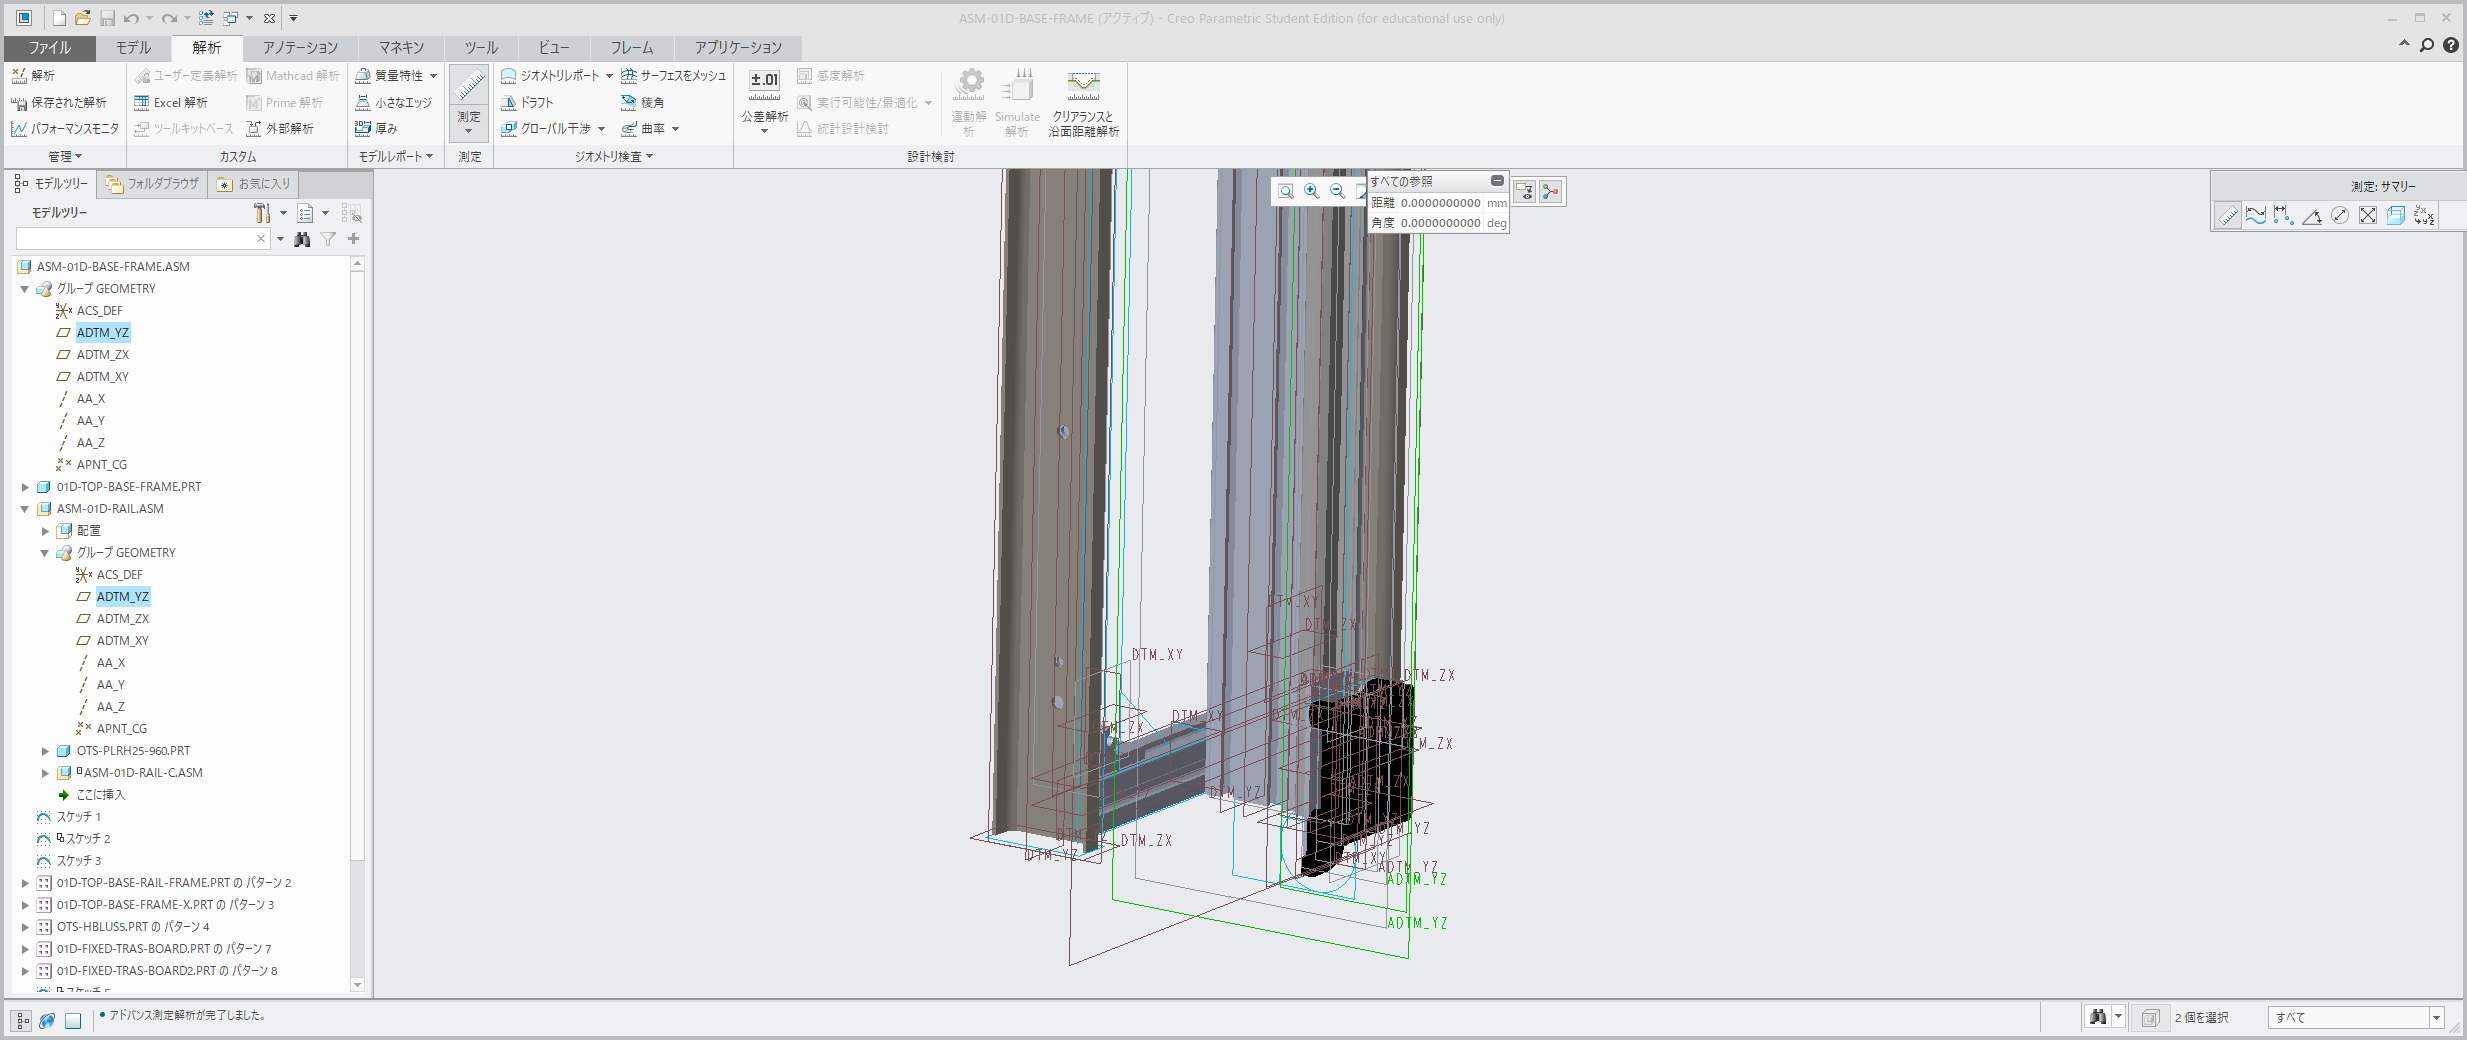 ASM-01D-BASE-FRAME (アクティブ) - Creo Parametric Student Edition (for educational use only)
ファイル モデル 解析 アノテーション マネキン ツール ビュー フレーム アプリケーション
解析 ユーザー定義解析 Mathcad 解析 質量特性 ジオメトリレポート サーフェスをメッシュ 感度解析
保存された解析 Excel 解析 Prime 解析 小さなエッジ ドラフト 稜角 実行可能性/最適化
パフォーマンスモニタ ツールキットベース 外部解析 厚み グローバル干渉 曲率 統計設計検討
測定 ±.01 公差解析 運動解析 Simulate 解析 クリアランスと沿面距離解析
管理 カスタム モデルレポート 測定 ジオメトリ検査 設計検討
モデルツリー フォルダブラウザ お気に入り
モデルツリー
すべての参照
距離 0.0000000000 mm
角度 0.0000000000 deg
測定: サマリー
ASM-01D-BASE-FRAME.ASM
グループ GEOMETRY
ACS_DEF
ADTM_YZ
ADTM_ZX
ADTM_XY
AA_X
AA_Y
AA_Z
APNT_CG
01D-TOP-BASE-FRAME.PRT
ASM-01D-RAIL.ASM
配置
グループ GEOMETRY
ACS_DEF
ADTM_YZ
ADTM_ZX
ADTM_XY
AA_X
AA_Y
AA_Z
APNT_CG
OTS-PLRH25-960.PRT
ASM-01D-RAIL-C.ASM
ここに挿入
スケッチ 1
スケッチ 2
スケッチ 3
01D-TOP-BASE-RAIL-FRAME.PRT のパターン 2
01D-TOP-BASE-FRAME-X.PRT のパターン 3
OTS-HBLUS5.PRT のパターン 4
01D-FIXED-TRAS-BOARD.PRT のパターン 7
01D-FIXED-TRAS-BOARD2.PRT のパターン 8
DTM_XY
DTM_ZX
DTM_XY
DTM_ZX
DTM_XY
M_ZX
DTM_YZ
DTM_ZX
DTM_YZ
ADTM_YZ
ADTM_YZ
ADTM_YZ
アドバンス測定解析が完了しました。
2 個を選択 すべて